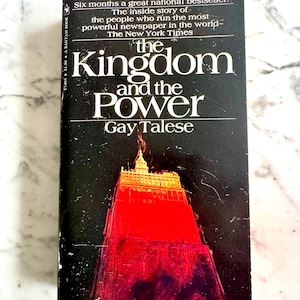 Six months a great national bestseller!
The inside story of
the people who run the most
powerful newspaper in the world—
The New York Times
the
Kingdom
and the
Power
Gay Talese